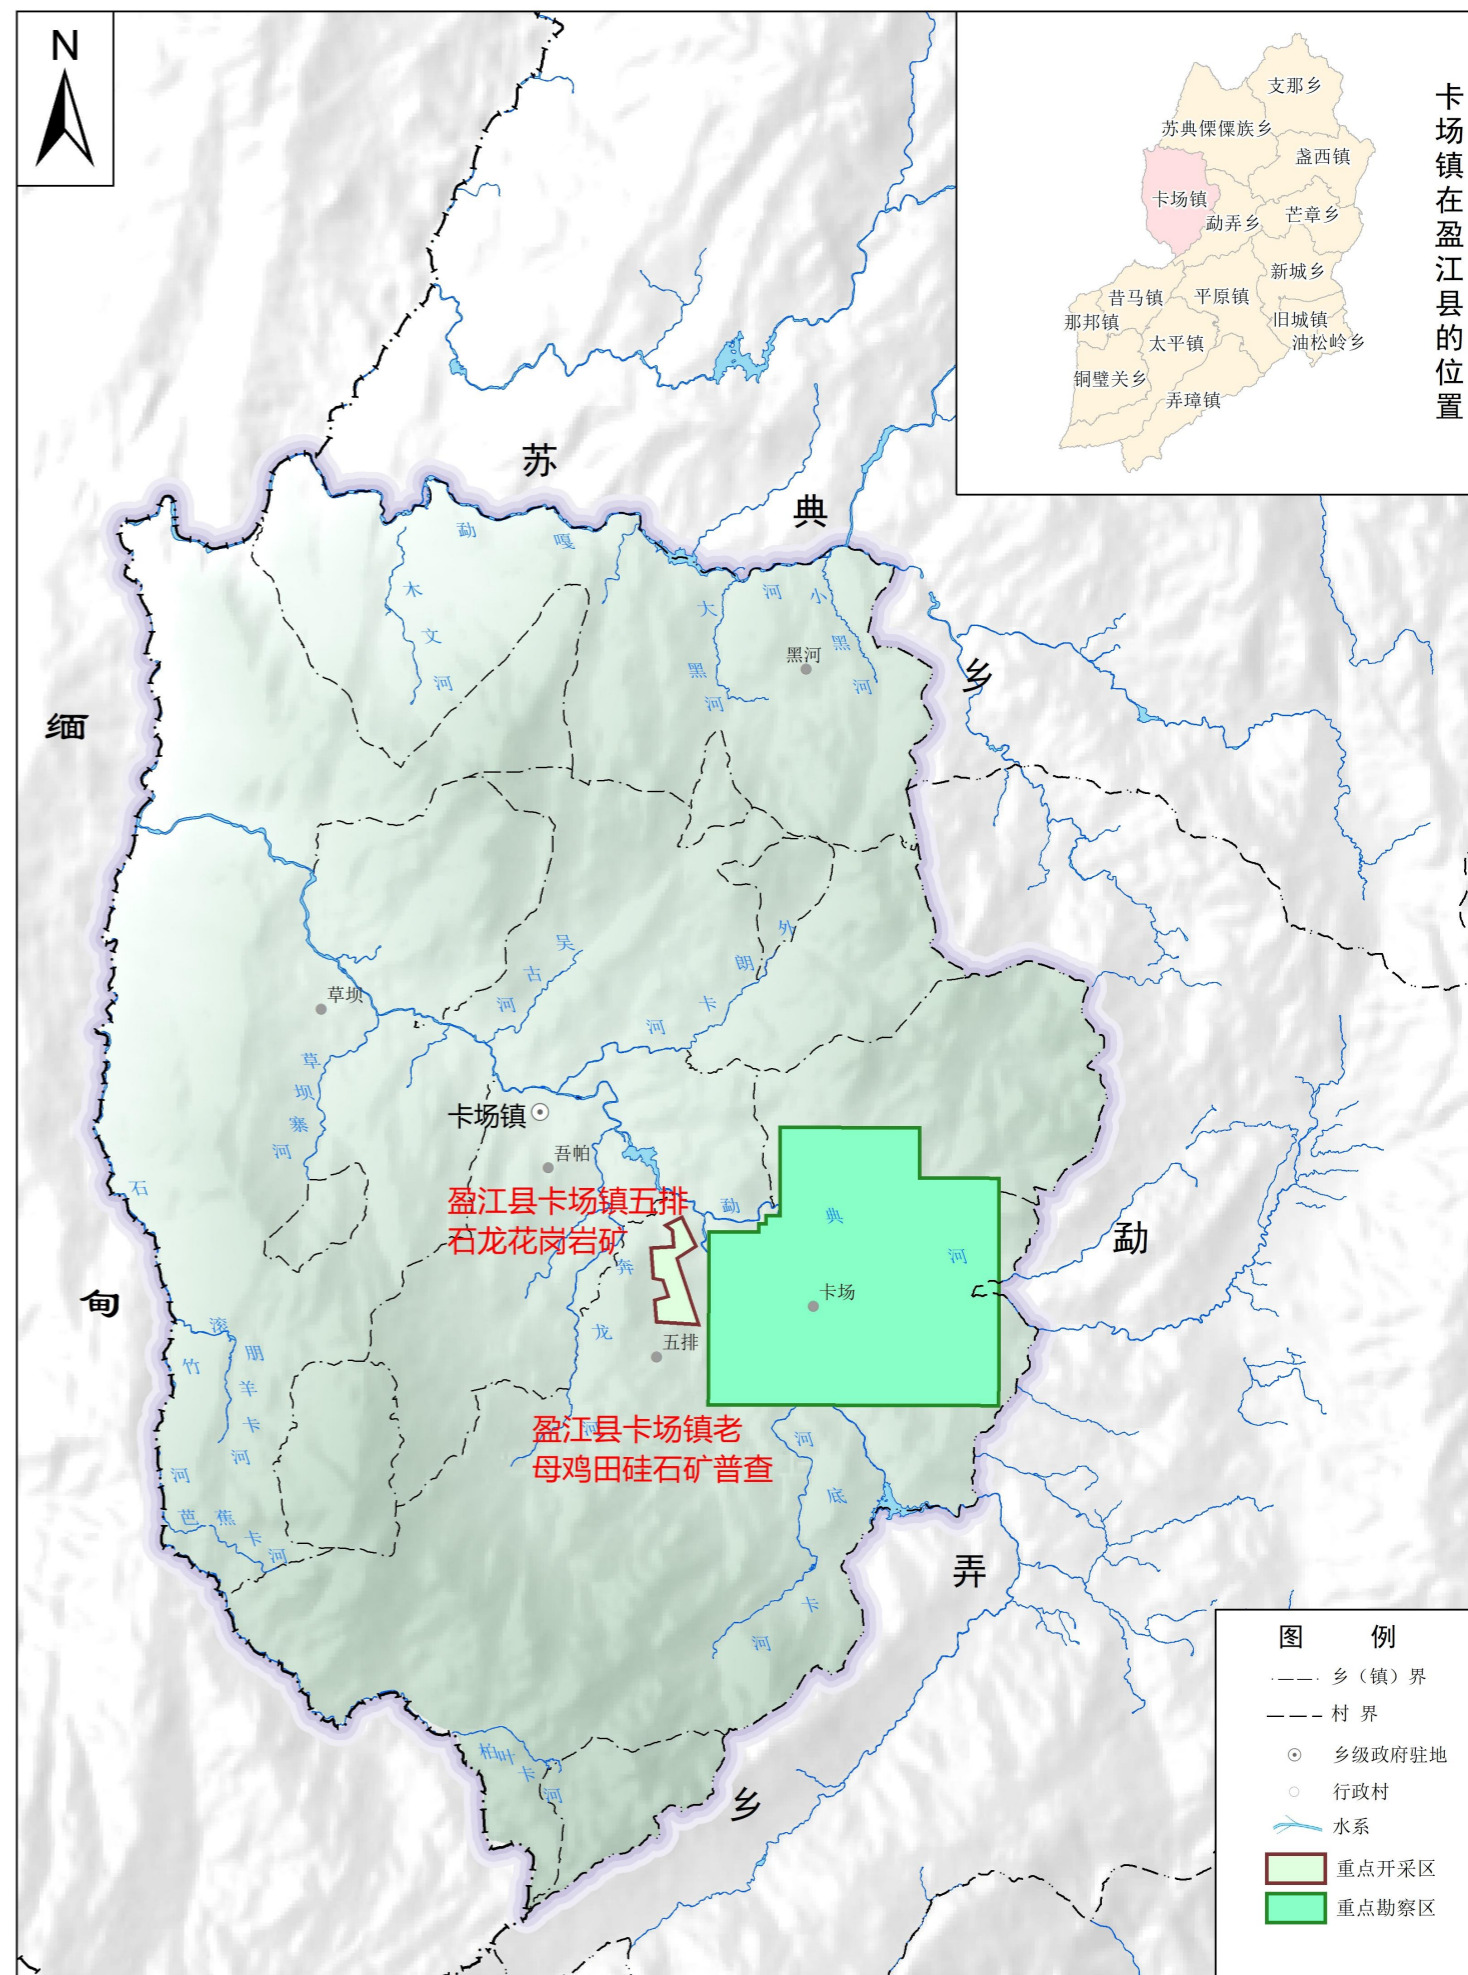 N
卡场镇在盈江县的位置
支那乡
苏典傈僳族乡
盏西镇
卡场镇
勐弄乡
芒章乡
新城乡
昔马镇
平原镇
那邦镇
旧城镇
太平镇
油松岭乡
铜壁关乡
弄璋镇
苏典乡
缅甸
勐弄乡
勐嘎河
木文河
大黑河
小黑河
黑河
吴古河
外朗卡河
草坝
草坝寨河
卡场镇
吾帕
盈江县卡场镇五排
石龙花岗岩矿
勐典河
石竹河
奔龙河
卡场
五排
滚朋羊卡河
盈江县卡场镇老
母鸡田硅石矿普查
河底卡河
芭蕉卡河
柏叶卡河
图 例
乡（镇）界
村 界
乡级政府驻地
行政村
水系
重点开采区
重点勘察区